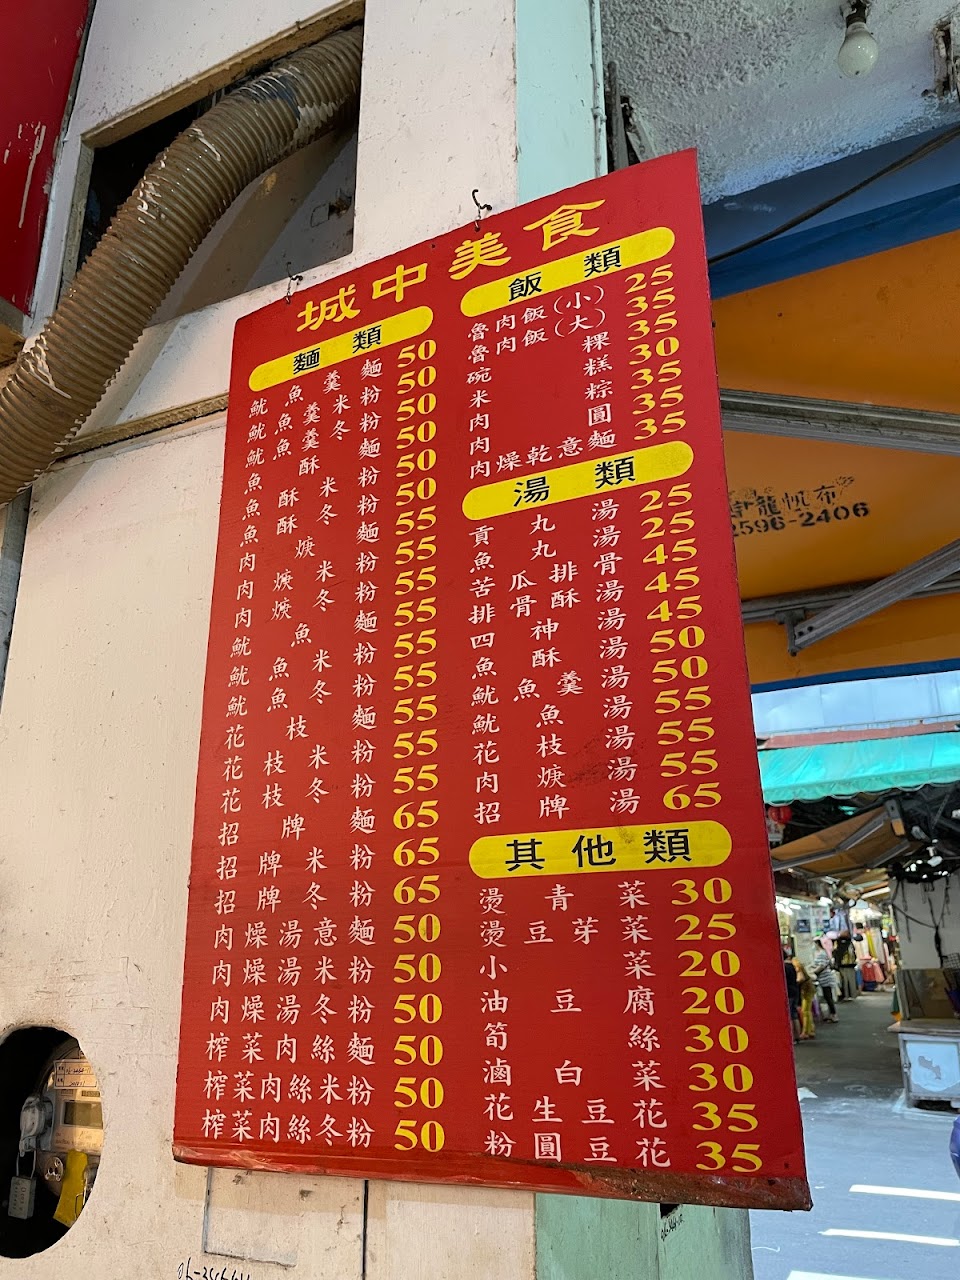 城中美食
麵類
魷魚羹麵 50
魷魚羹米粉 50
魷魚羹冬粉 50
魚酥麵 50
魚酥米粉 50
魚酥冬粉 50
肉焿麵 55
肉焿米粉 55
肉焿冬粉 55
魷魚麵 55
魷魚米粉 55
魷魚冬粉 55
花枝麵 55
花枝米粉 55
花枝冬粉 55
招牌麵 65
招牌米粉 65
招牌冬粉 65
肉燥湯意麵 50
肉燥湯米粉 50
肉燥湯冬粉 50
榨菜肉絲麵 50
榨菜肉絲米粉 50
榨菜肉絲冬粉 50
飯類
魯肉飯(小) 25
魯肉飯(大) 35
碗粿 35
米糕 30
肉粽 35
肉圓 35
肉燥乾意麵 35
湯類
貢丸湯 25
魚丸湯 25
苦瓜排骨 45
排骨酥湯 45
四神湯 45
魚酥湯 50
魷魚羹湯 50
魷魚湯 55
花枝湯 55
肉焿湯 55
招牌湯 65
其他類
燙青菜 30
燙豆芽菜 25
小菜 20
油豆腐 20
筍絲 30
滷白菜 30
花生豆花 35
粉圓豆花 35
龍帆布
2596-2406